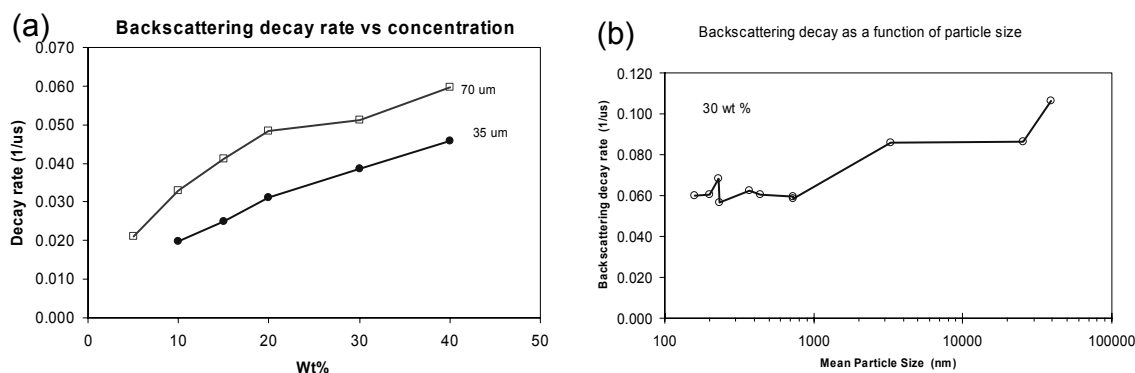 (a)
Backscattering decay rate vs concentration
0.070
0.060
0.050
0.040
0.030
0.020
0.010
0.000
Decay rate (1/us)
70 um
35 um
0 10 20 30 40 50
Wt%
(b)
Backscattering decay as a function of particle size
0.120
0.100
0.080
0.060
0.040
0.020
0.000
Backscattering decay rate (1/us)
30 wt %
100 1000 10000 100000
Mean Particle Size (nm)